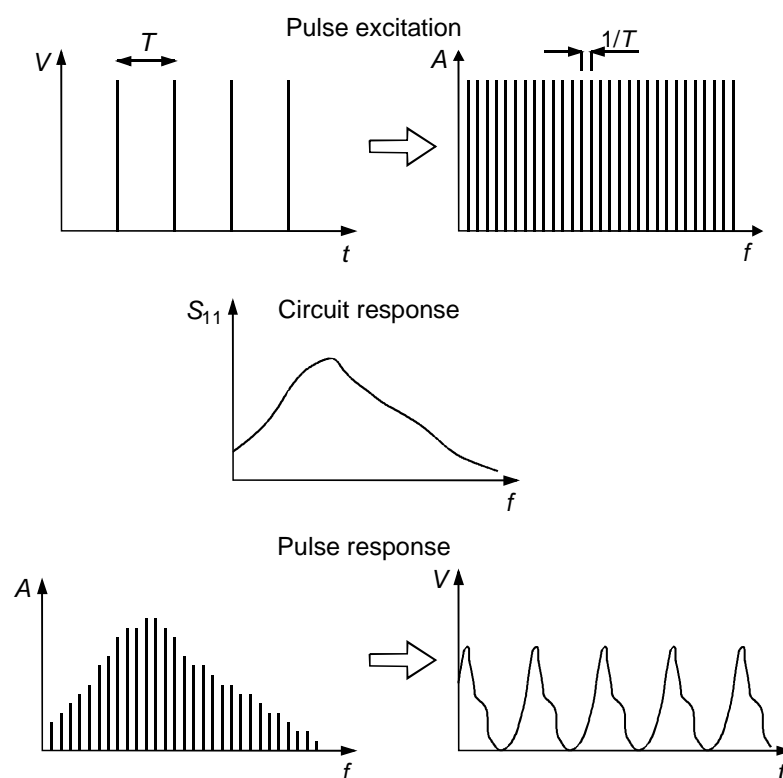 Pulse excitation
V
T
t
A
1/T
f
S11
Circuit response
f
Pulse response
A
f
V
t